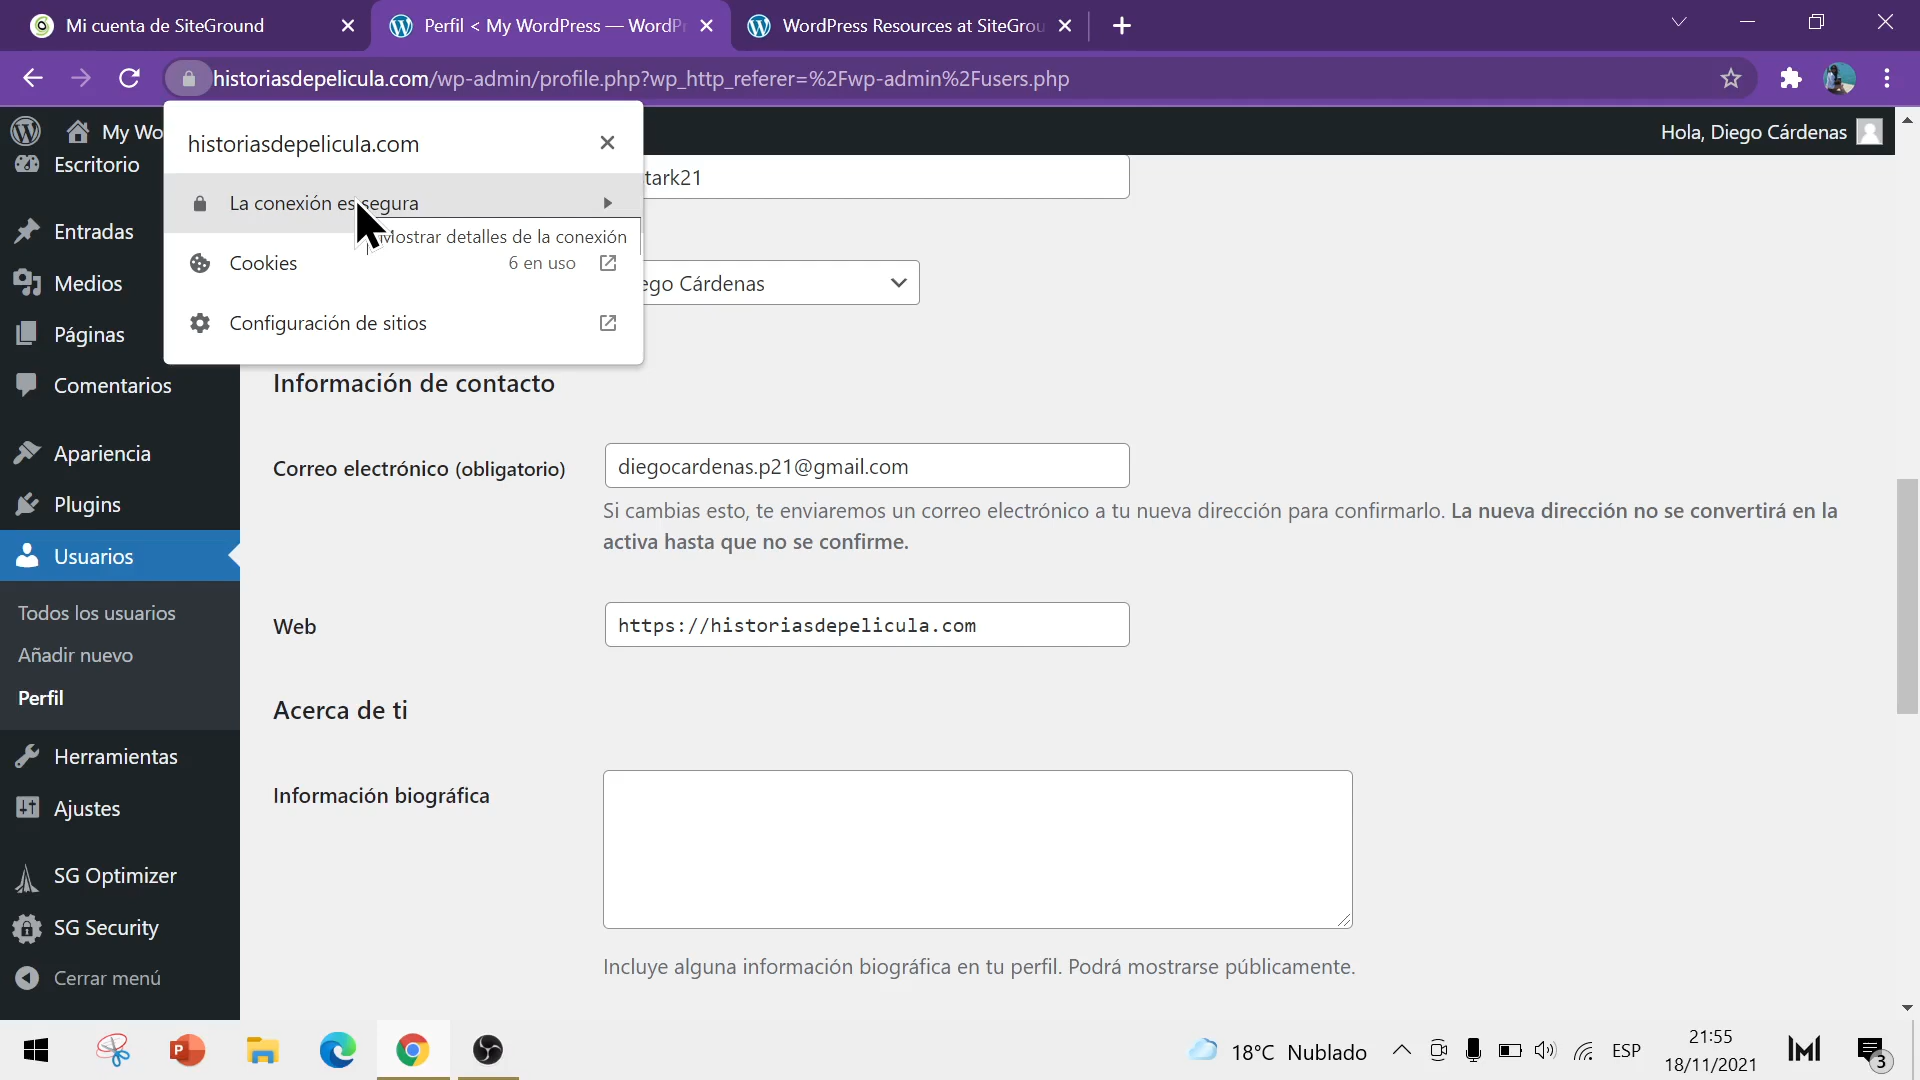 Mi cuenta de SiteGround
Perfil < My WordPress — WordPr
WordPress Resources at SiteGrou
historiasdepelicula.com/wp-admin/profile.php?wp_http_referer=%2Fwp-admin%2Fusers.php
My Wo
Hola, Diego Cárdenas
historiasdepelicula.com
La conexión es segura
Mostrar detalles de la conexión
Cookies
6 en uso
Configuración de sitios
tark21
ego Cárdenas
Escritorio
Entradas
Medios
Páginas
Comentarios
Apariencia
Plugins
Usuarios
Todos los usuarios
Añadir nuevo
Perfil
Herramientas
Ajustes
SG Optimizer
SG Security
Cerrar menú
Información de contacto
Correo electrónico (obligatorio)
diegocardenas.p21@gmail.com
Si cambias esto, te enviaremos un correo electrónico a tu nueva dirección para confirmarlo. La nueva dirección no se convertirá en la
activa hasta que no se confirme.
Web
https://historiasdepelicula.com
Acerca de ti
Información biográfica
Incluye alguna información biográfica en tu perfil. Podrá mostrarse públicamente.
18°C Nublado
ESP
21:55
18/11/2021
3